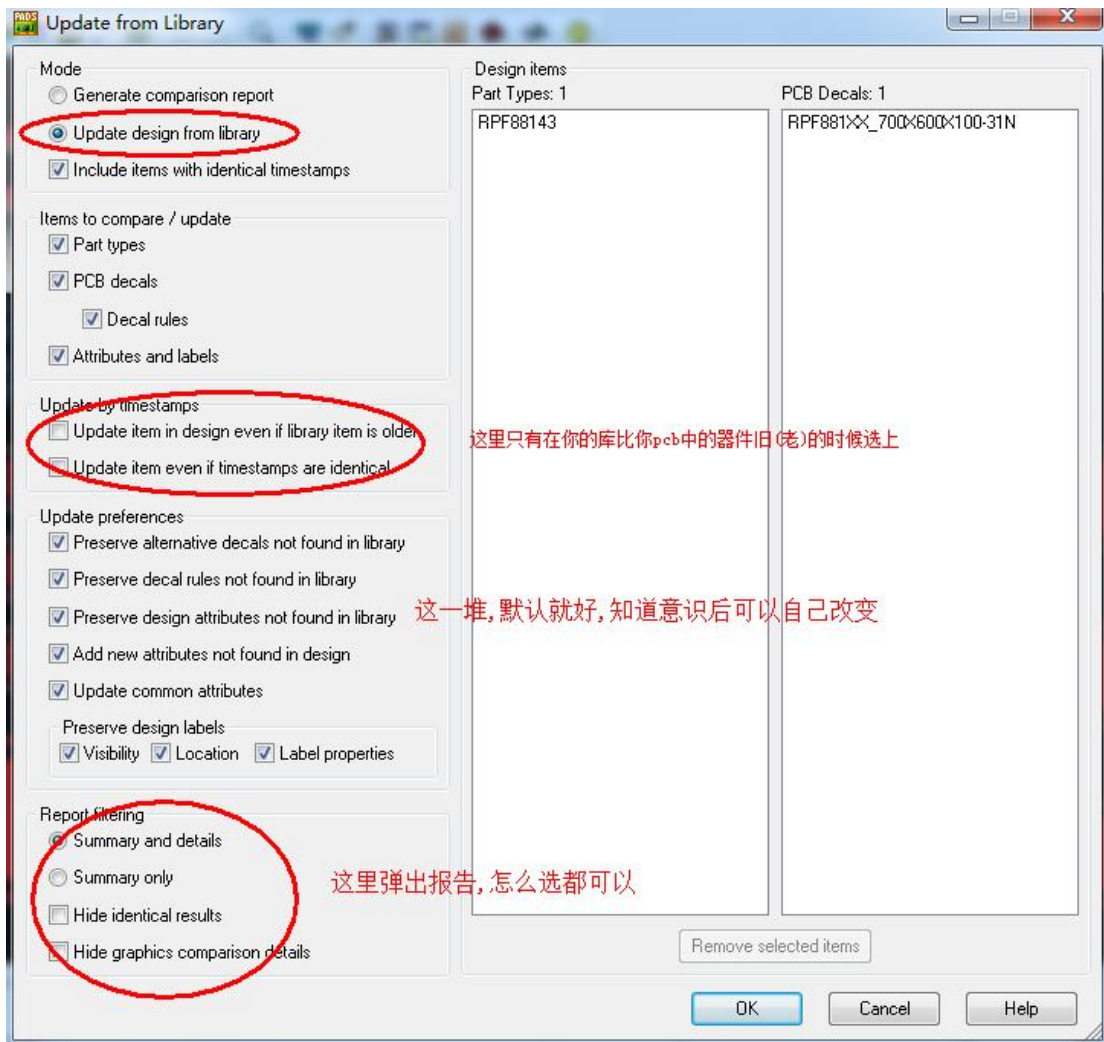 PADS
Update from Library
Mode
Generate comparison report
Update design from library
Include items with identical timestamps
Items to compare / update
Part types
PCB decals
Decal rules
Attributes and labels
Update by timestamps
Update item in design even if library item is older
Update item even if timestamps are identical
这里只有在你的库比你pcb中的器件旧(老)的时候选上
Update preferences
Preserve alternative decals not found in library
Preserve decal rules not found in library
Preserve design attributes not found in library
Add new attributes not found in design
Update common attributes
这一堆,默认就好,知道意识后可以自己改变
Preserve design labels
Visibility Location Label properties
Report filtering
Summary and details
Summary only
Hide identical results
Hide graphics comparison details
这里弹出报告,怎么选都可以
Design items
Part Types: 1 PCB Decals: 1
RPF88143 RPF881XX_700X600X100-31N
Remove selected items
OK Cancel Help